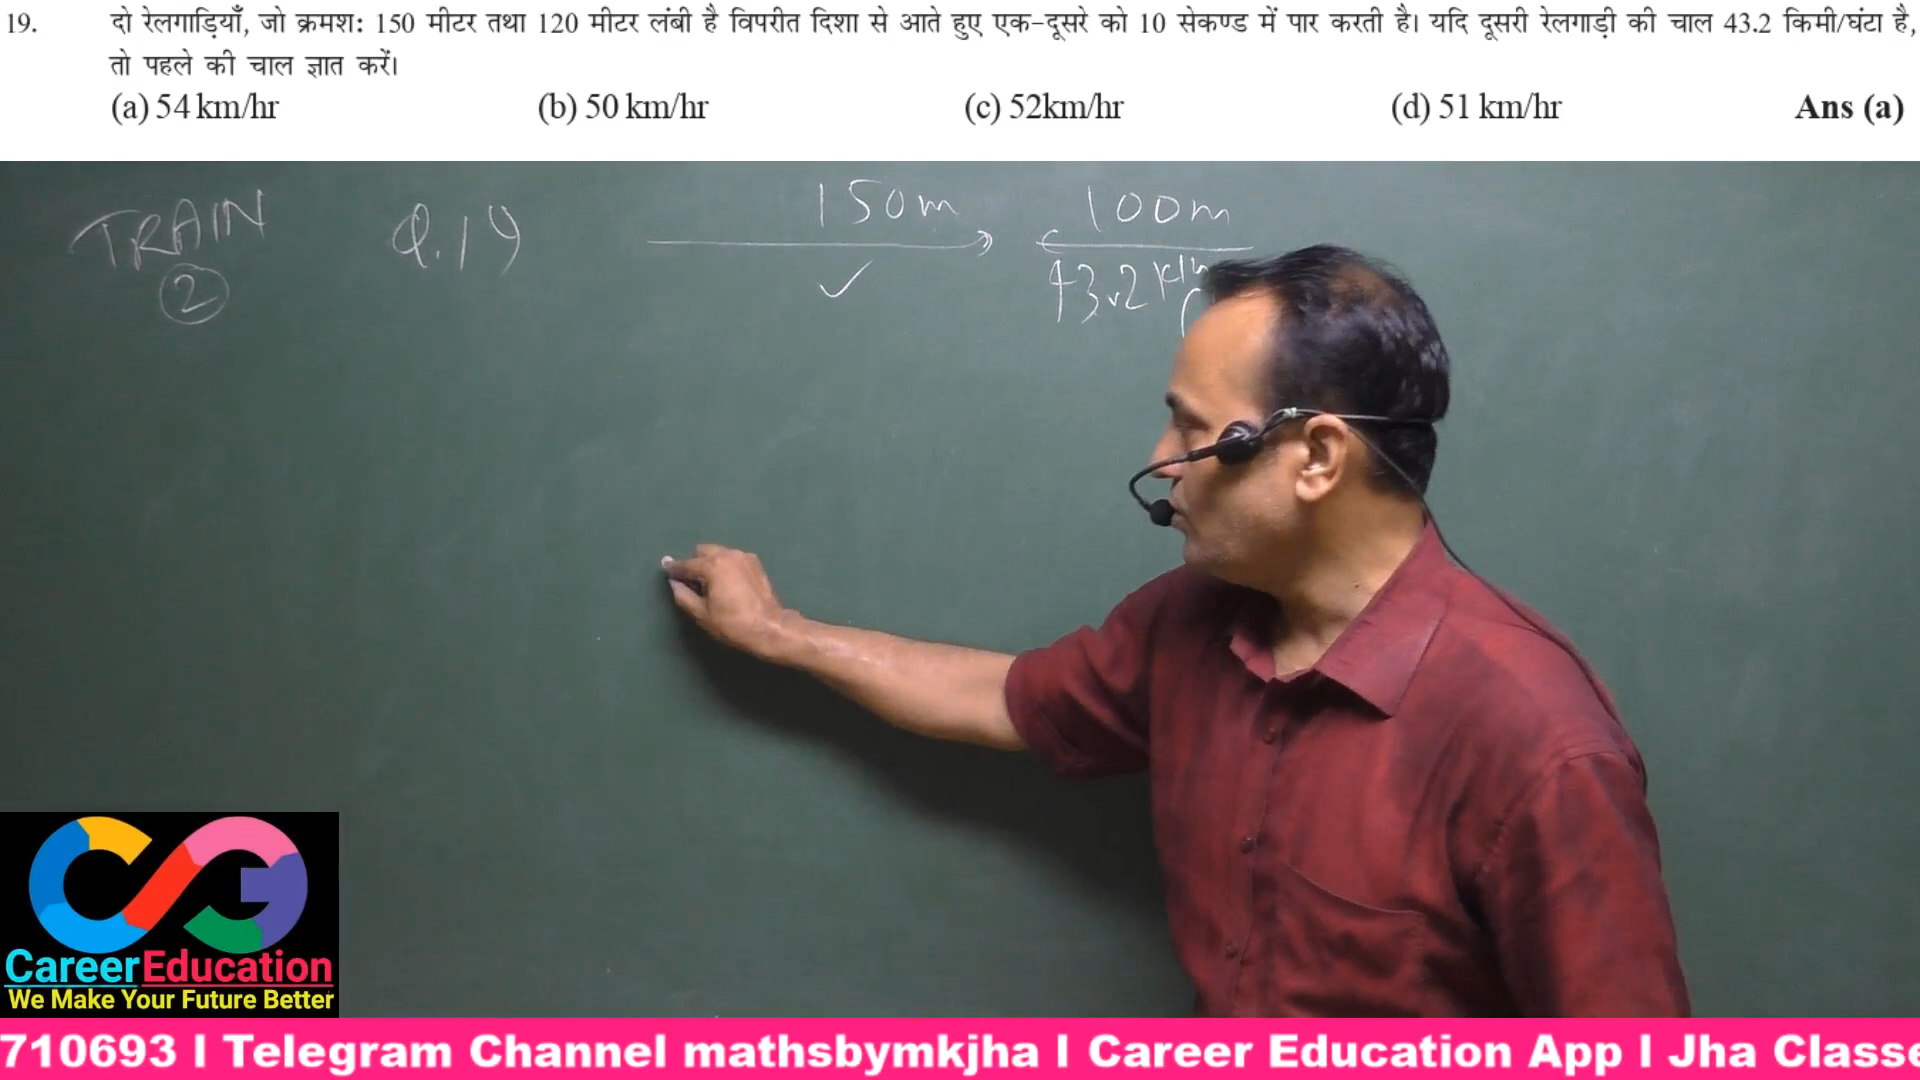 19. दो रेलगाड़ियाँ, जो क्रमशः 150 मीटर तथा 120 मीटर लंबी है विपरीत दिशा से आते हुए एक-दूसरे को 10 सेकण्ड में पार करती है। यदि दूसरी रेलगाड़ी की चाल 43.2 किमी/घंटा है,
तो पहले की चाल ज्ञात करें।
(a) 54 km/hr (b) 50 km/hr (c) 52km/hr (d) 51 km/hr Ans (a)
TRAIN Q.19 150m 100m
② 43.2
CareerEducation
We Make Your Future Better
710693 I Telegram Channel mathsbymkjha I Career Education App I Jha Classe